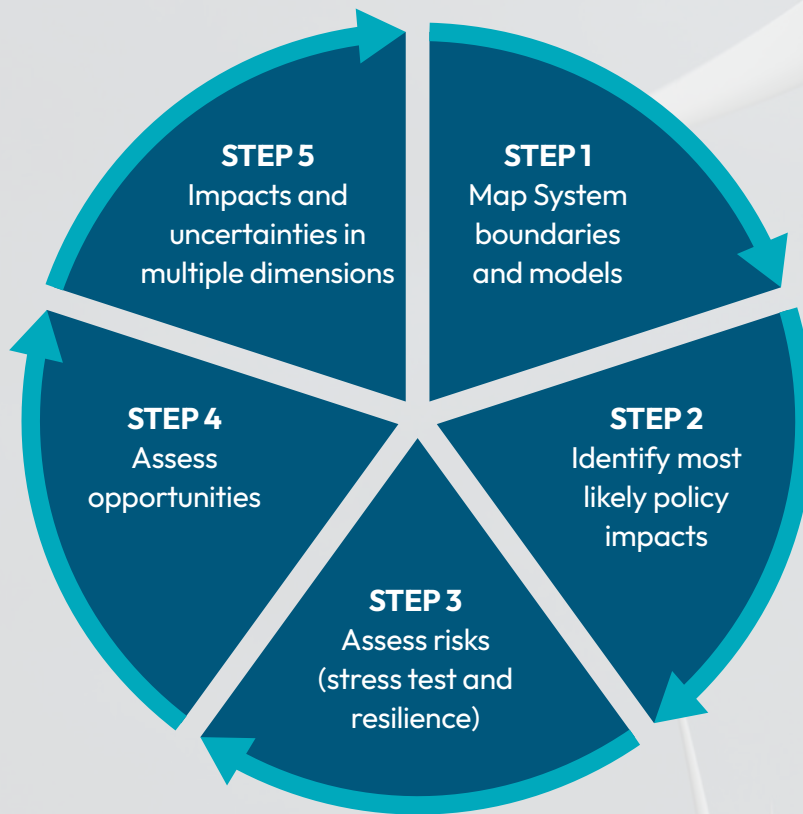 STEP 1
Map System
boundaries
and models
STEP 2
Identify most
likely policy
impacts
STEP 3
Assess risks
(stress test and
resilience)
STEP 4
Assess
opportunities
STEP 5
Impacts and
uncertainties in
multiple dimensions